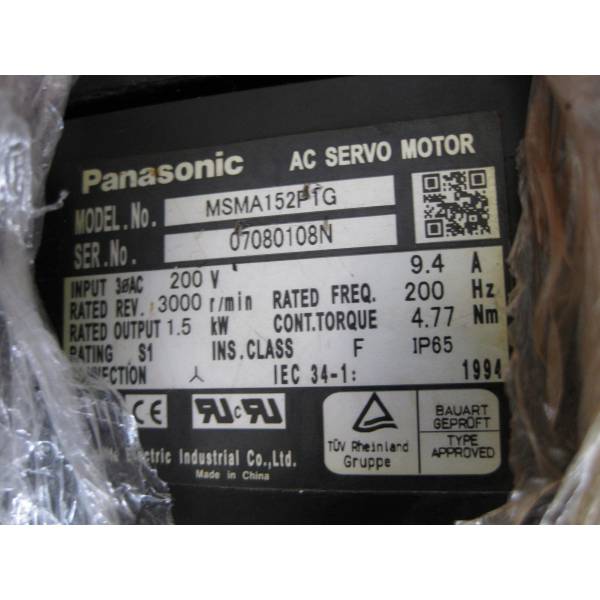 Panasonic AC SERVO MOTOR
MODEL.No. MSMA152P1G
SER.No. 07080108N
INPUT 3øAC 200 V 9.4 A
RATED REV. 3000 r/min RATED FREQ. 200 Hz
RATED OUTPUT 1.5 kW CONT.TORQUE 4.77 Nm
RATING S1 INS.CLASS F IP65
IEC 34-1: 1994
CE
TÜV Rheinland
Gruppe
BAUART
GEPRÜFT
TYPE
APPROVED
Electric Industrial Co.,Ltd.
Made in China